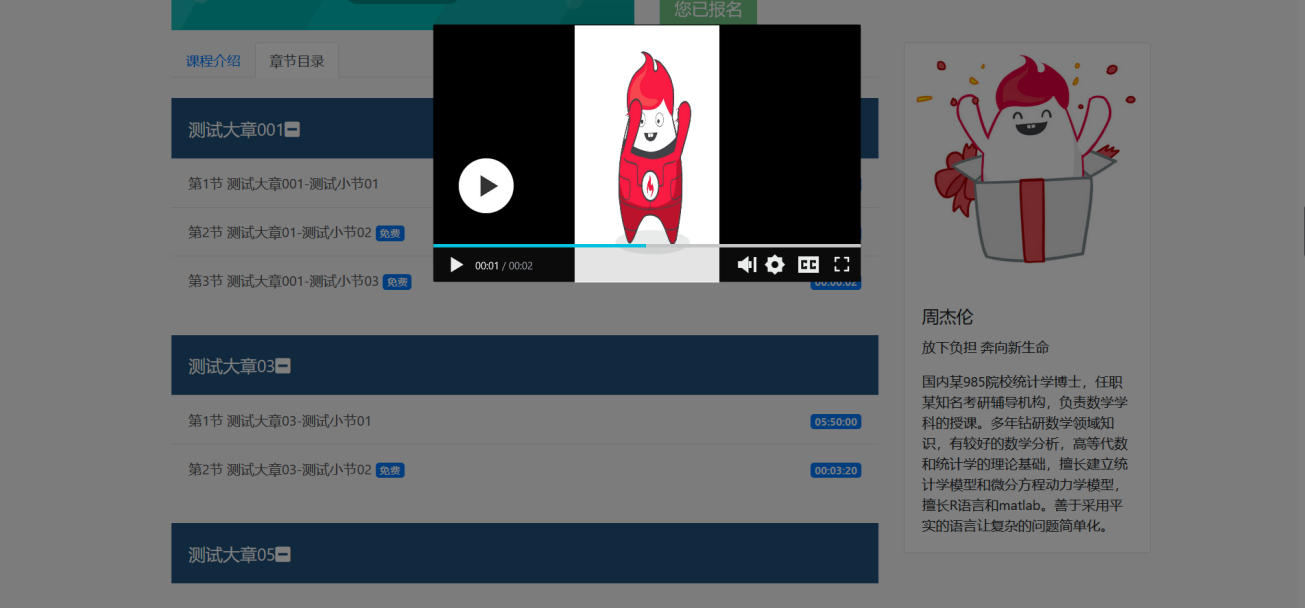 您已报名
课程介绍 章节目录
测试大章001
第1节 测试大章001-测试小节01
第2节 测试大章01-测试小节02 免费
第3节 测试大章001-测试小节03 免费
00:00:02
00:01 / 00:02
CC
测试大章03
第1节 测试大章03-测试小节01 05:50:00
第2节 测试大章03-测试小节02 免费 00:03:20
测试大章05
周杰伦
放下负担 奔向新生命
国内某985院校统计学博士，任职
某知名考研辅导机构，负责数学学
科的授课。多年钻研数学领域知
识，有较好的数学分析，高等代数
和统计学的理论基础，擅长建立统
计学模型和微分方程动力学模型，
擅长R语言和matlab。善于采用平
实的语言让复杂的问题简单化。